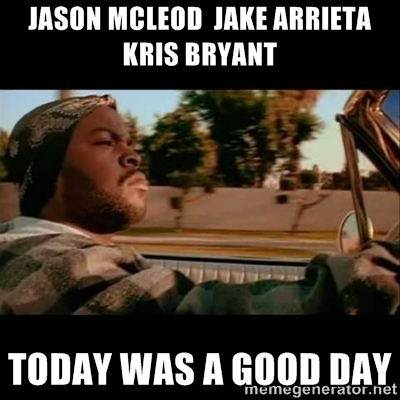 JASON MCLEOD  JAKE ARRIETA
KRIS BRYANT
TODAY WAS A GOOD DAY
memegenerator.net